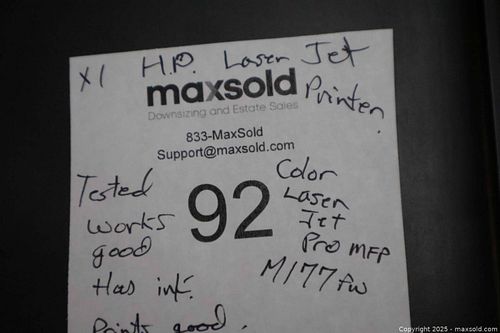 X1 H.P. Laser Jet
Printer.
maxsold
Downsizing and Estate Sales
833-MaxSold
Support@maxsold.com
92
Tested
works
good
Has ink.
Prints good.
Color
Laser
Jet
Pro MFP
M177fw
Copyright © 2025 - maxsold.com